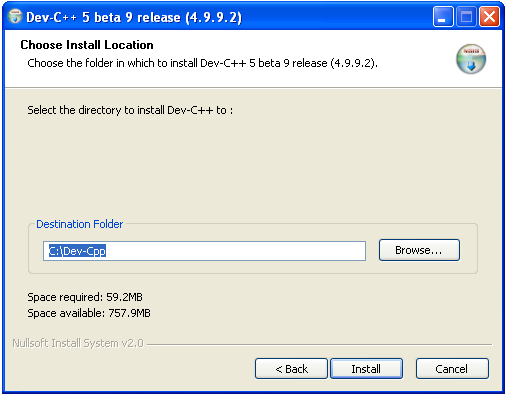 Dev-C++ 5 beta 9 release (4.9.9.2)
Choose Install Location
Choose the folder in which to install Dev-C++ 5 beta 9 release (4.9.9.2).
Select the directory to install Dev-C++ to :
Destination Folder
C:\Dev-Cpp
Browse...
Space required: 59.2MB
Space available: 757.9MB
Nullsoft Install System v2.0
< Back
Install
Cancel